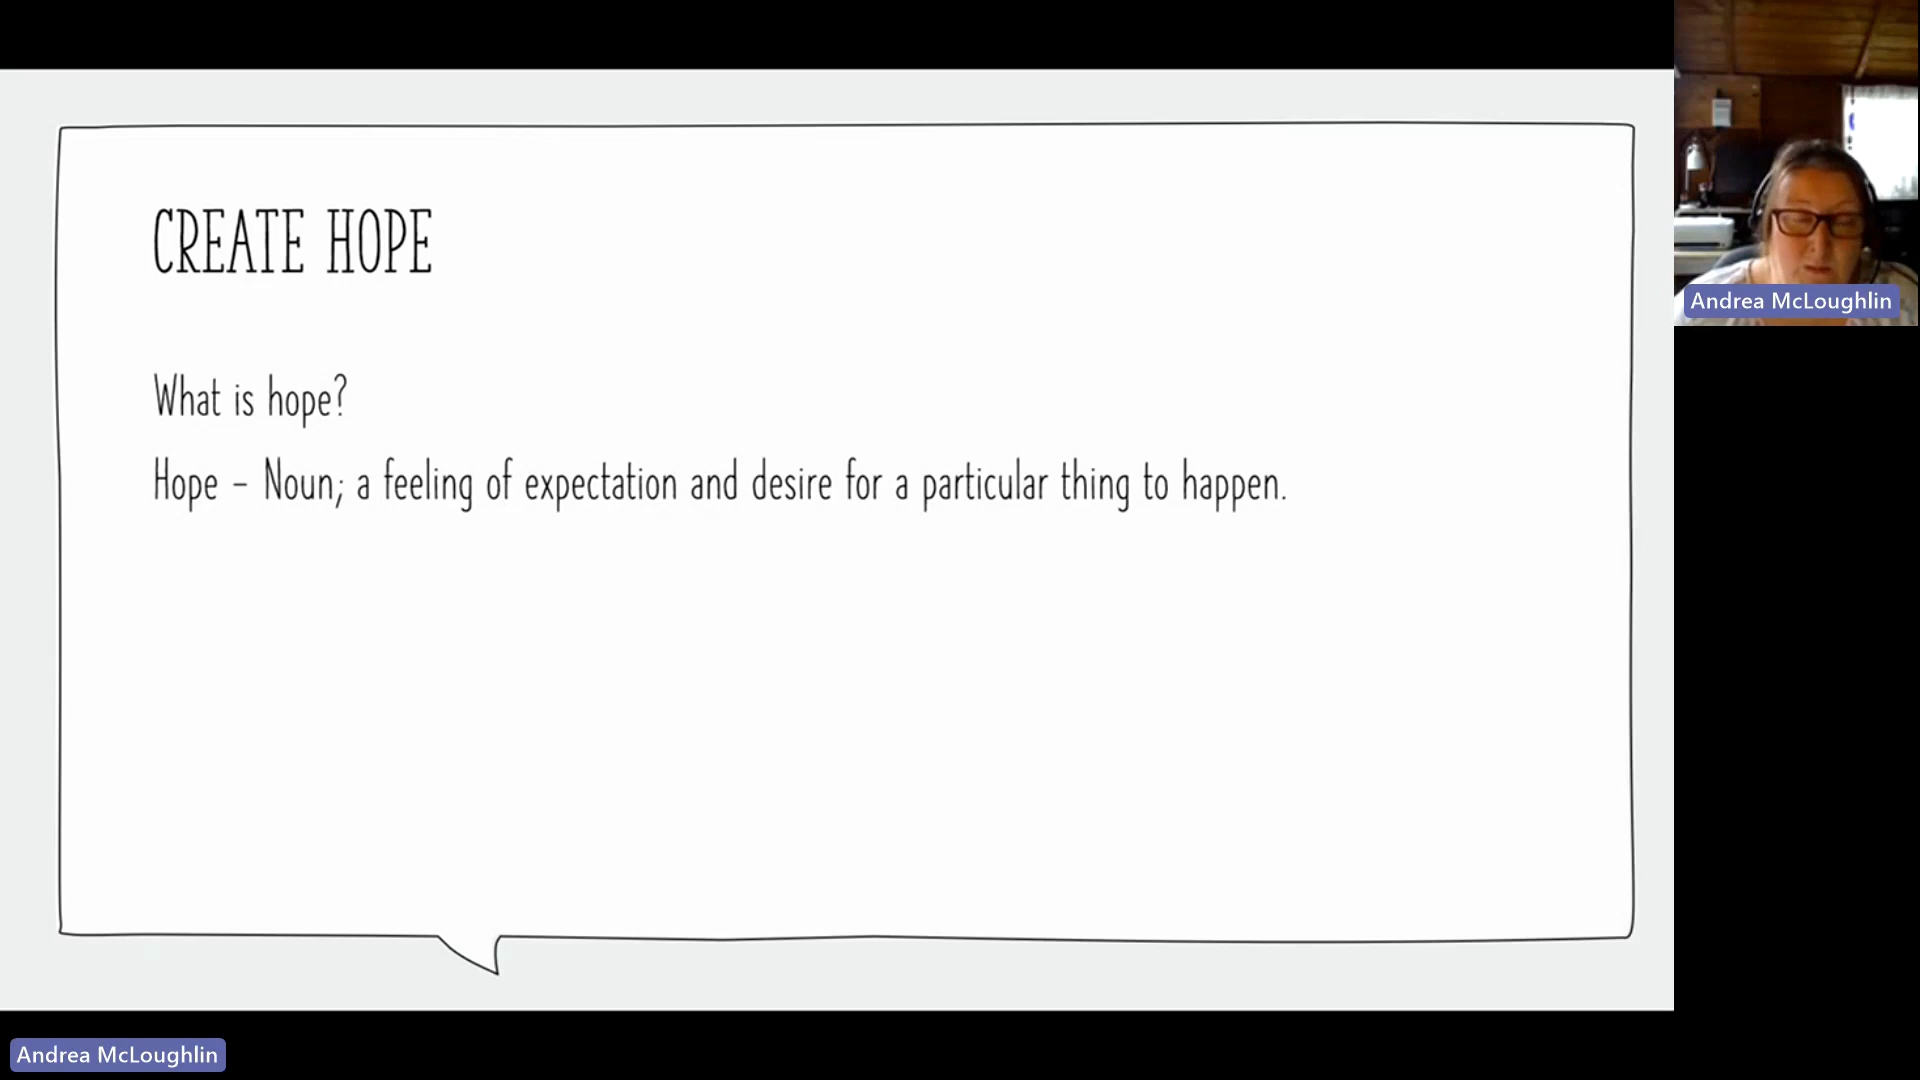 CREATE HOPE
What is hope?
Hope – Noun; a feeling of expectation and desire for a particular thing to happen.
Andrea McLoughlin
Andrea McLoughlin